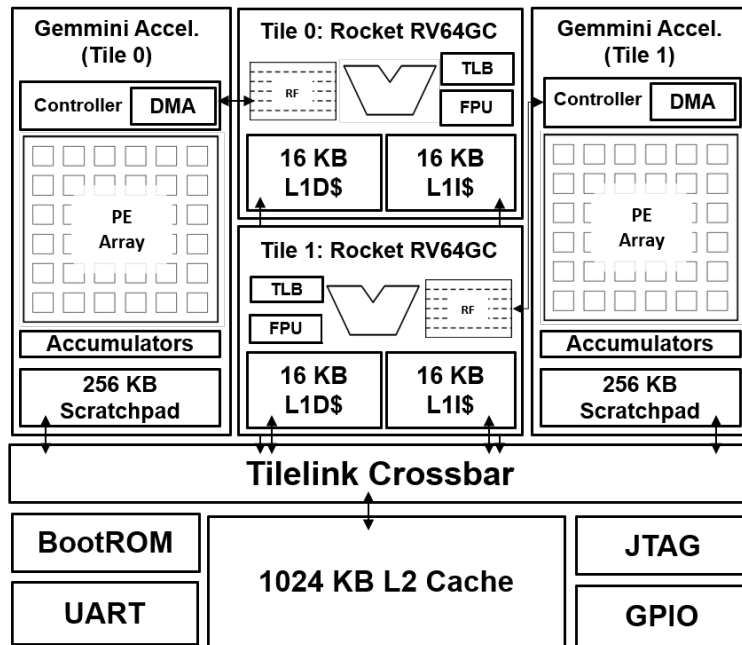 Gemmini Accel.
(Tile 0)
Controller
DMA
PE
Array
Accumulators
256 KB
Scratchpad
Tile 0: Rocket RV64GC
RF
TLB
FPU
16 KB
L1D$
16 KB
L1I$
Tile 1: Rocket RV64GC
TLB
FPU
RF
16 KB
L1D$
16 KB
L1I$
Gemmini Accel.
(Tile 1)
Controller
DMA
PE
Array
Accumulators
256 KB
Scratchpad
Tilelink Crossbar
BootROM
UART
1024 KB L2 Cache
JTAG
GPIO